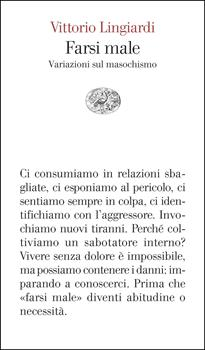 Vittorio Lingiardi
Farsi male
Variazioni sul masochismo
Ci consumiamo in relazioni sba-
gliate, ci esponiamo al pericolo, ci
sentiamo sempre in colpa, ci iden-
tifichiamo con l'aggressore. Invo-
chiamo nuovi tiranni. Perché col-
tiviamo un sabotatore interno?
Vivere senza dolore è impossibile,
ma possiamo contenere i danni: im-
parando a conoscerci. Prima che
«farsi male» diventi abitudine o
necessità.